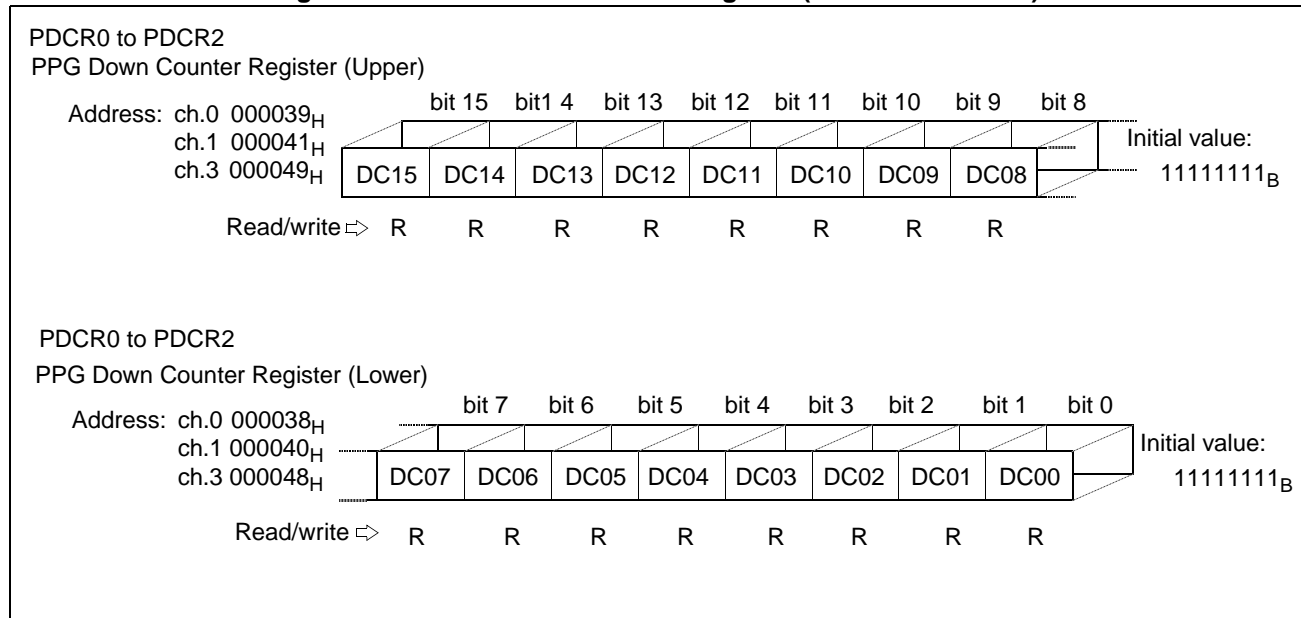 PDCR0 to PDCR2
PPG Down Counter Register (Upper)
bit 15 bit1 4 bit 13 bit 12 bit 11 bit 10 bit 9 bit 8
Address: ch.0 000039H
ch.1 000041H
ch.3 000049H
DC15 DC14 DC13 DC12 DC11 DC10 DC09 DC08
Initial value:
11111111B
Read/write ⇨ R R R R R R R R
PDCR0 to PDCR2
PPG Down Counter Register (Lower)
bit 7 bit 6 bit 5 bit 4 bit 3 bit 2 bit 1 bit 0
Address: ch.0 000038H
ch.1 000040H
ch.3 000048H
DC07 DC06 DC05 DC04 DC03 DC02 DC01 DC00
Initial value:
11111111B
Read/write ⇨ R R R R R R R R